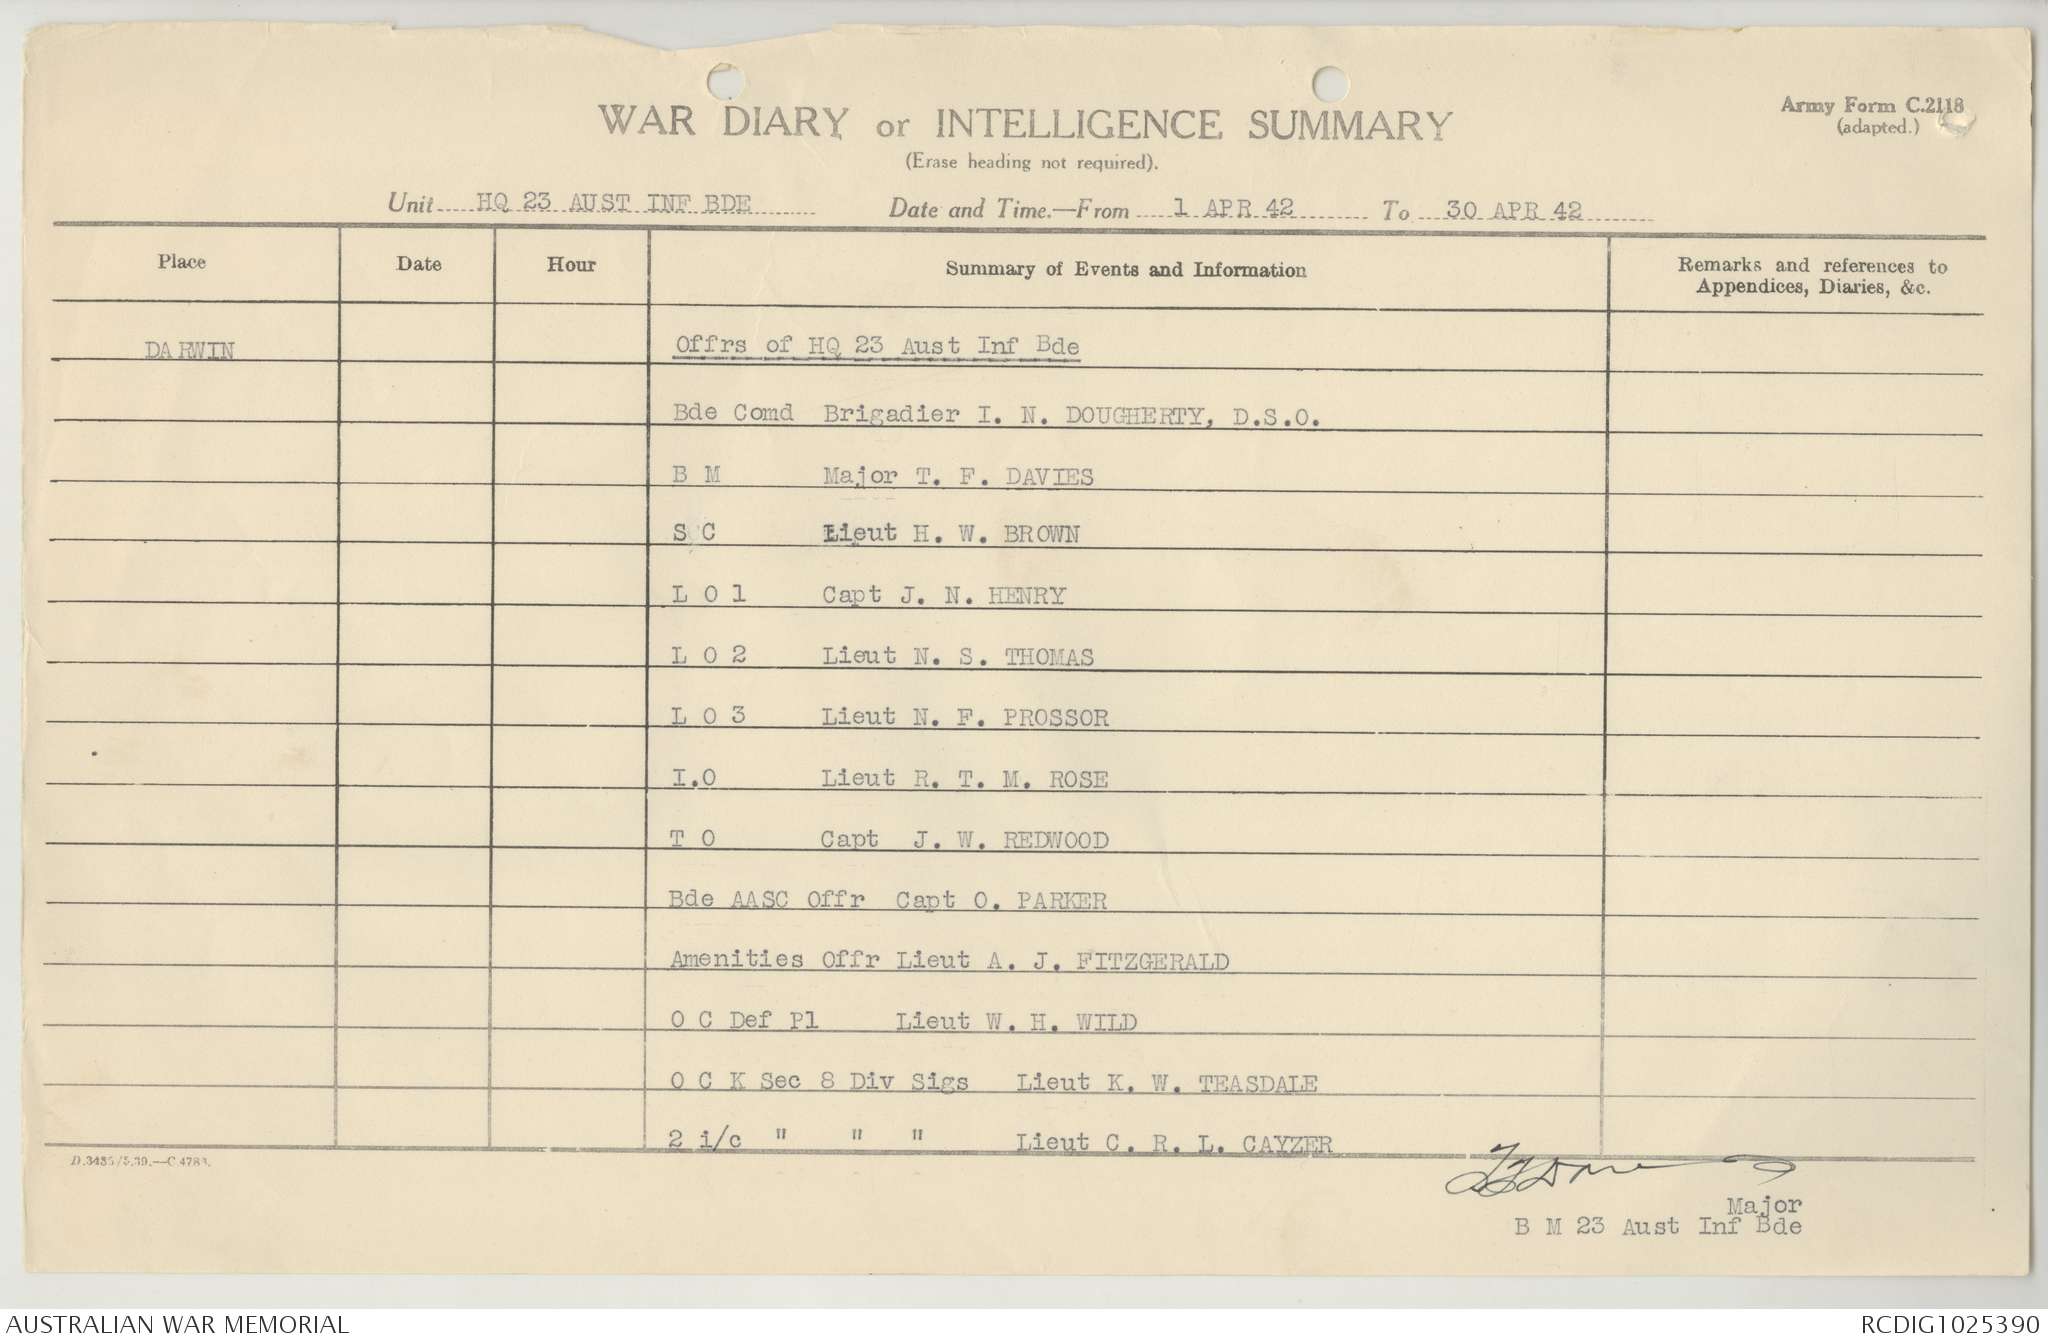 WAR DIARY or INTELLIGENCE SUMMARY
Army Form C.2118
(adapted.)
(Erase heading not required).
Unit HQ 23 AUST INF BDE Date and Time.—From 1 APR 42 To 30 APR 42
Place Date Hour Summary of Events and Information Remarks and references to
Appendices, Diaries, &c.
DARWIN Offrs of HQ 23 Aust Inf Bde
Bde Comd Brigadier I. N. DOUGHERTY, D.S.O.
B M Major T. F. DAVIES
S C Lieut H. W. BROWN
L O 1 Capt J. N. HENRY
L O 2 Lieut N. S. THOMAS
L O 3 Lieut N. F. PROSSOR
I.O Lieut R. T. M. ROSE
T O Capt J. W. REDWOOD
Bde AASC Offr Capt O. PARKER
Amenities Offr Lieut A. J. FITZGERALD
O C Def Pl Lieut W. H. WILD
O C K Sec 8 Div Sigs Lieut K. W. TEASDALE
2 i/c " " " Lieut C. R. L. CAYZER
D.3435/5.39.—C.4783.
Major
B M 23 Aust Inf Bde
AUSTRALIAN WAR MEMORIAL
RCDIG1025390